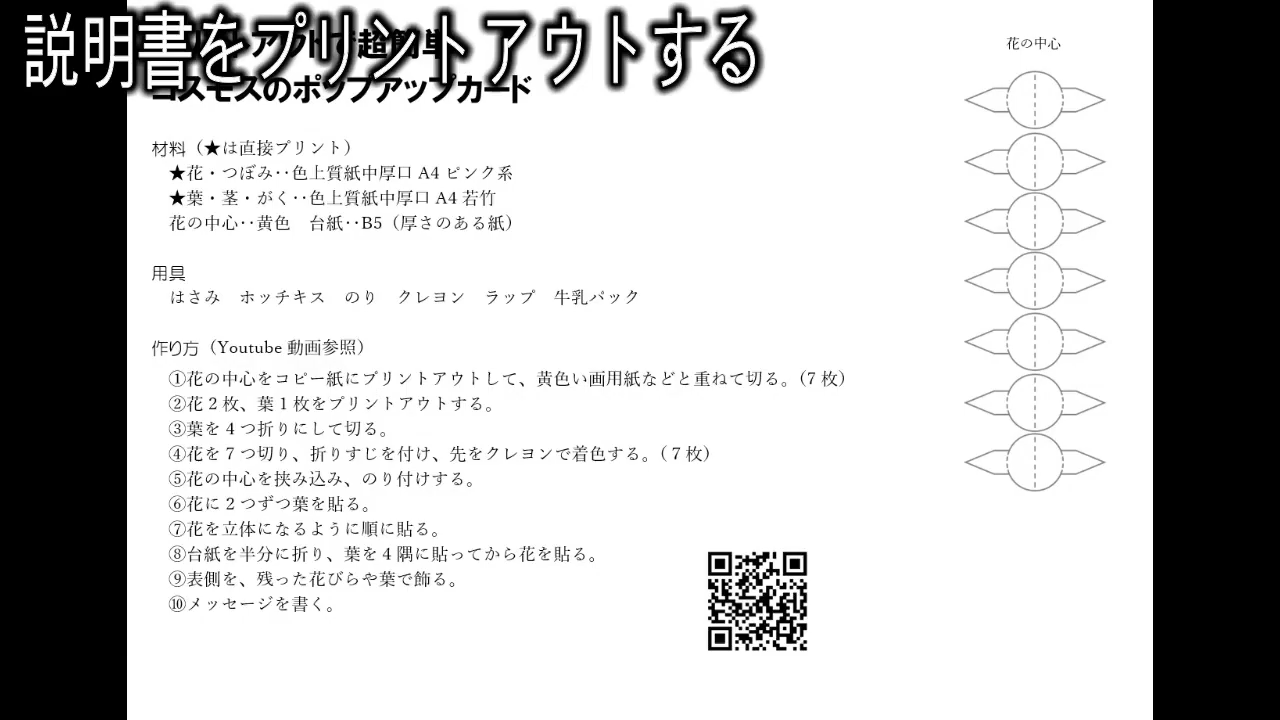 説明書をプリントアウトする
コスモスのポップアップカード
花の中心
材料（★は直接プリント）
★花・つぼみ‥色上質紙中厚口 A4 ピンク系
★葉・茎・がく‥色上質紙中厚口 A4 若竹
花の中心‥黄色　台紙‥B5（厚さのある紙）
用具
はさみ　ホッチキス　のり　クレヨン　ラップ　牛乳パック
作り方（Youtube 動画参照）
①花の中心をコピー紙にプリントアウトして、黄色い画用紙などと重ねて切る。（7 枚）
②花 2 枚、葉 1 枚をプリントアウトする。
③葉を 4 つ折りにして切る。
④花を 7 つ切り、折りすじを付け、先をクレヨンで着色する。（ 7 枚）
⑤花の中心を挟み込み、のり付けする。
⑥花に 2 つずつ葉を貼る。
⑦花を立体になるように順に貼る。
⑧台紙を半分に折り、葉を 4 隅に貼ってから花を貼る。
⑨表側を、残った花びらや葉で飾る。
⑩メッセージを書く。